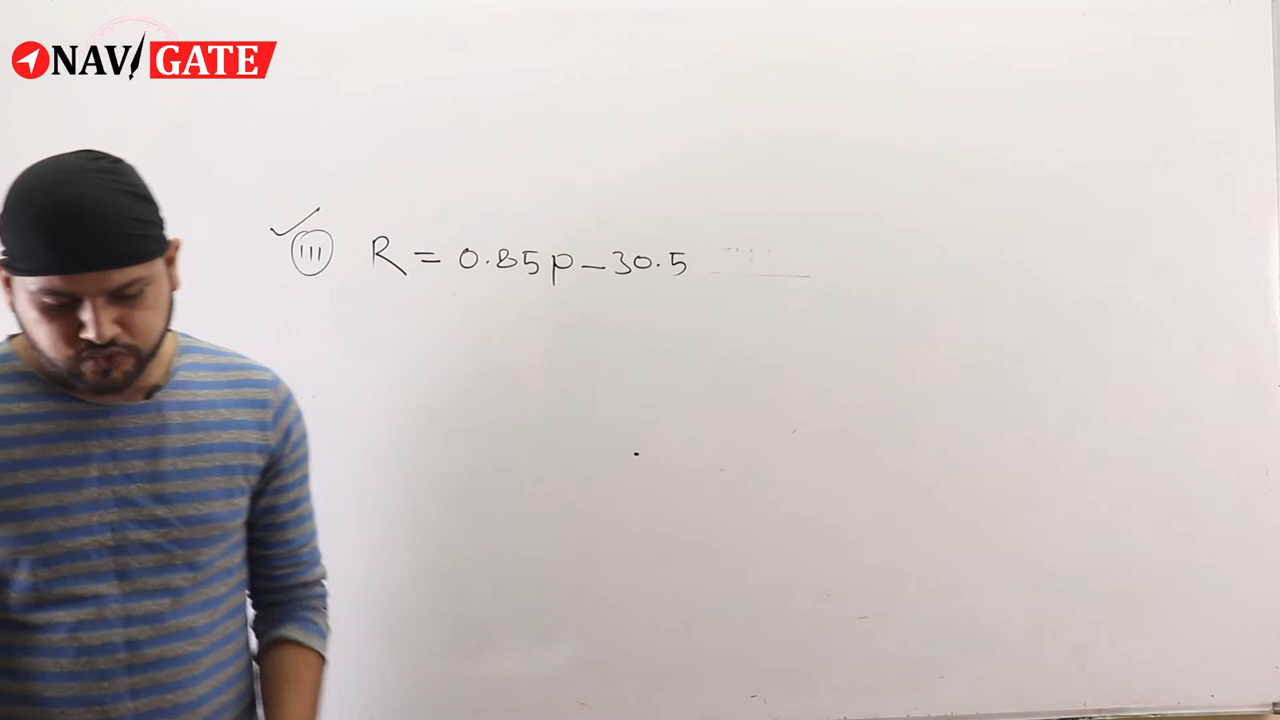 NAVIGATE
✓ (III) R = 0.85p - 30.5